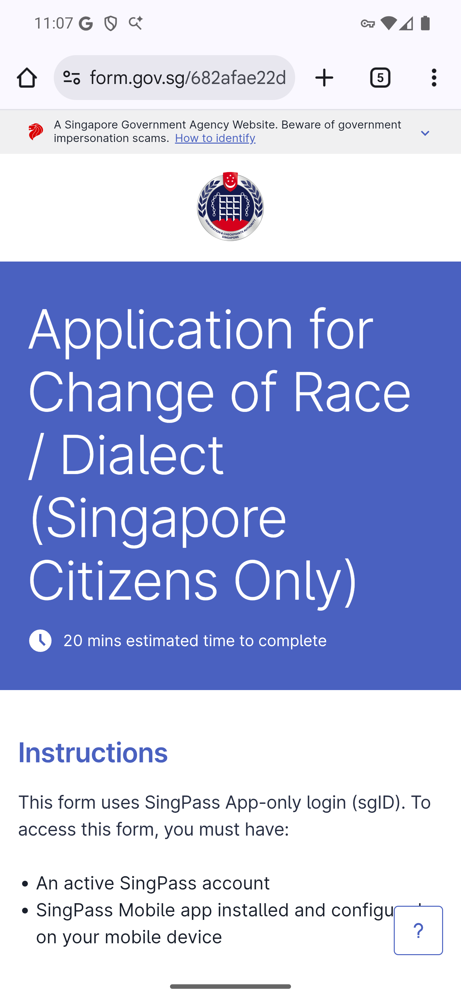 11:07
form.gov.sg/682afae22d
5
A Singapore Government Agency Website. Beware of government
impersonation scams. How to identify
IMMIGRATION & CHECKPOINTS AUTHORITY
SINGAPORE
Application for
Change of Race
/ Dialect
(Singapore
Citizens Only)
20 mins estimated time to complete
Instructions
This form uses SingPass App-only login (sgID). To
access this form, you must have:
• An active SingPass account
• SingPass Mobile app installed and
on your mobile device
?